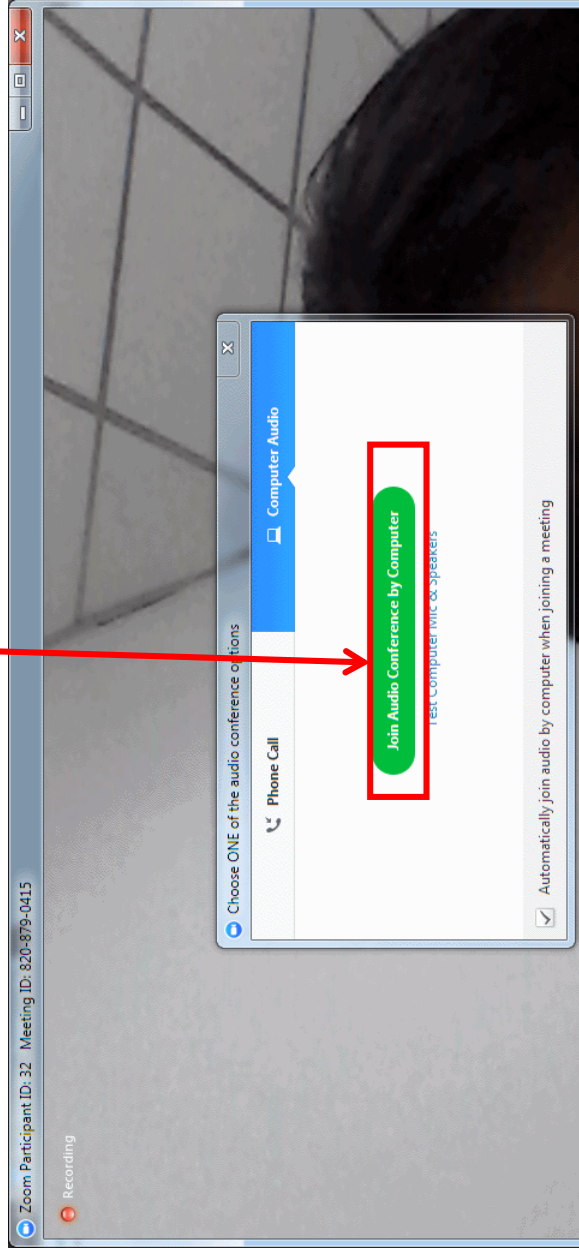 Zoom Participant ID: 32 Meeting ID: 820-879-0415
Recording
Choose ONE of the audio conference options
Phone Call
Computer Audio
Join Audio Conference by Computer
Test Computer Mic & Speakers
Automatically join audio by computer when joining a meeting